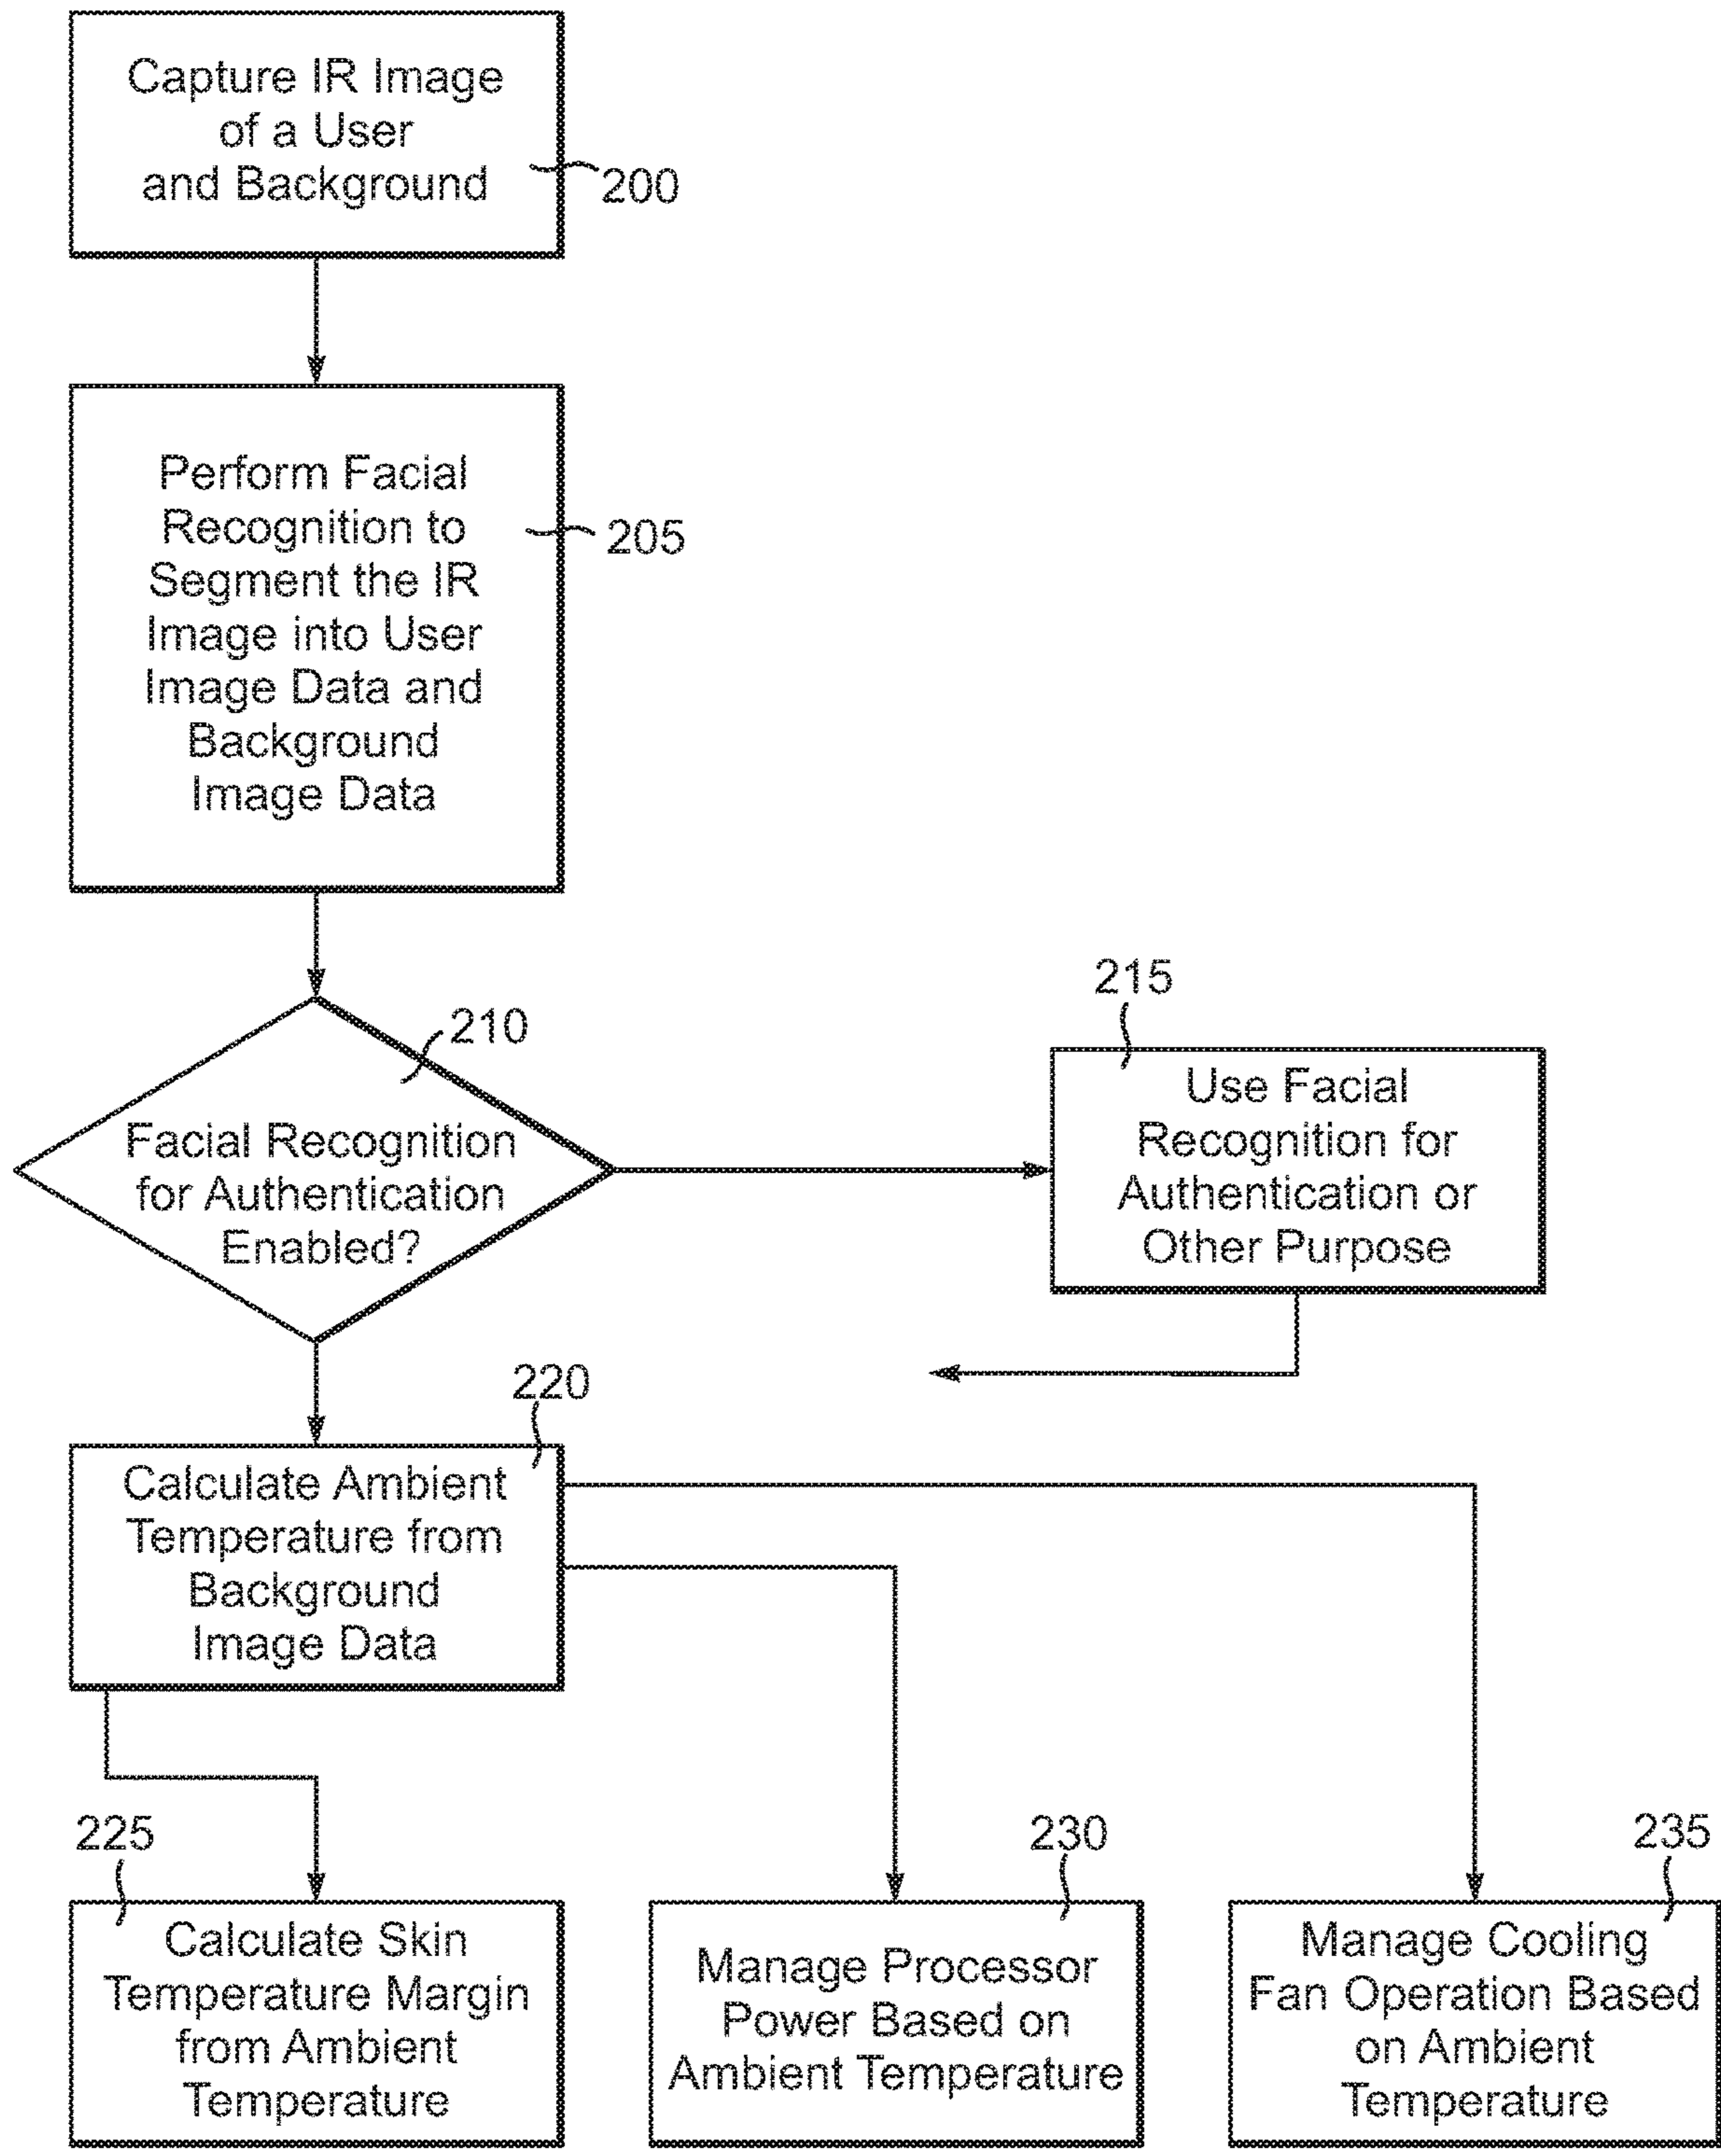 Capture IR Image
of a User
and Background
200
Perform Facial
Recognition to
Segment the IR
Image into User
Image Data and
Background
Image Data
205
210
Facial Recognition
for Authentication
Enabled?
215
Use Facial
Recognition for
Authentication or
Other Purpose
220
Calculate Ambient
Temperature from
Background
Image Data
225
Calculate Skin
Temperature Margin
from Ambient
Temperature
230
Manage Processor
Power Based on
Ambient Temperature
235
Manage Cooling
Fan Operation Based
on Ambient
Temperature